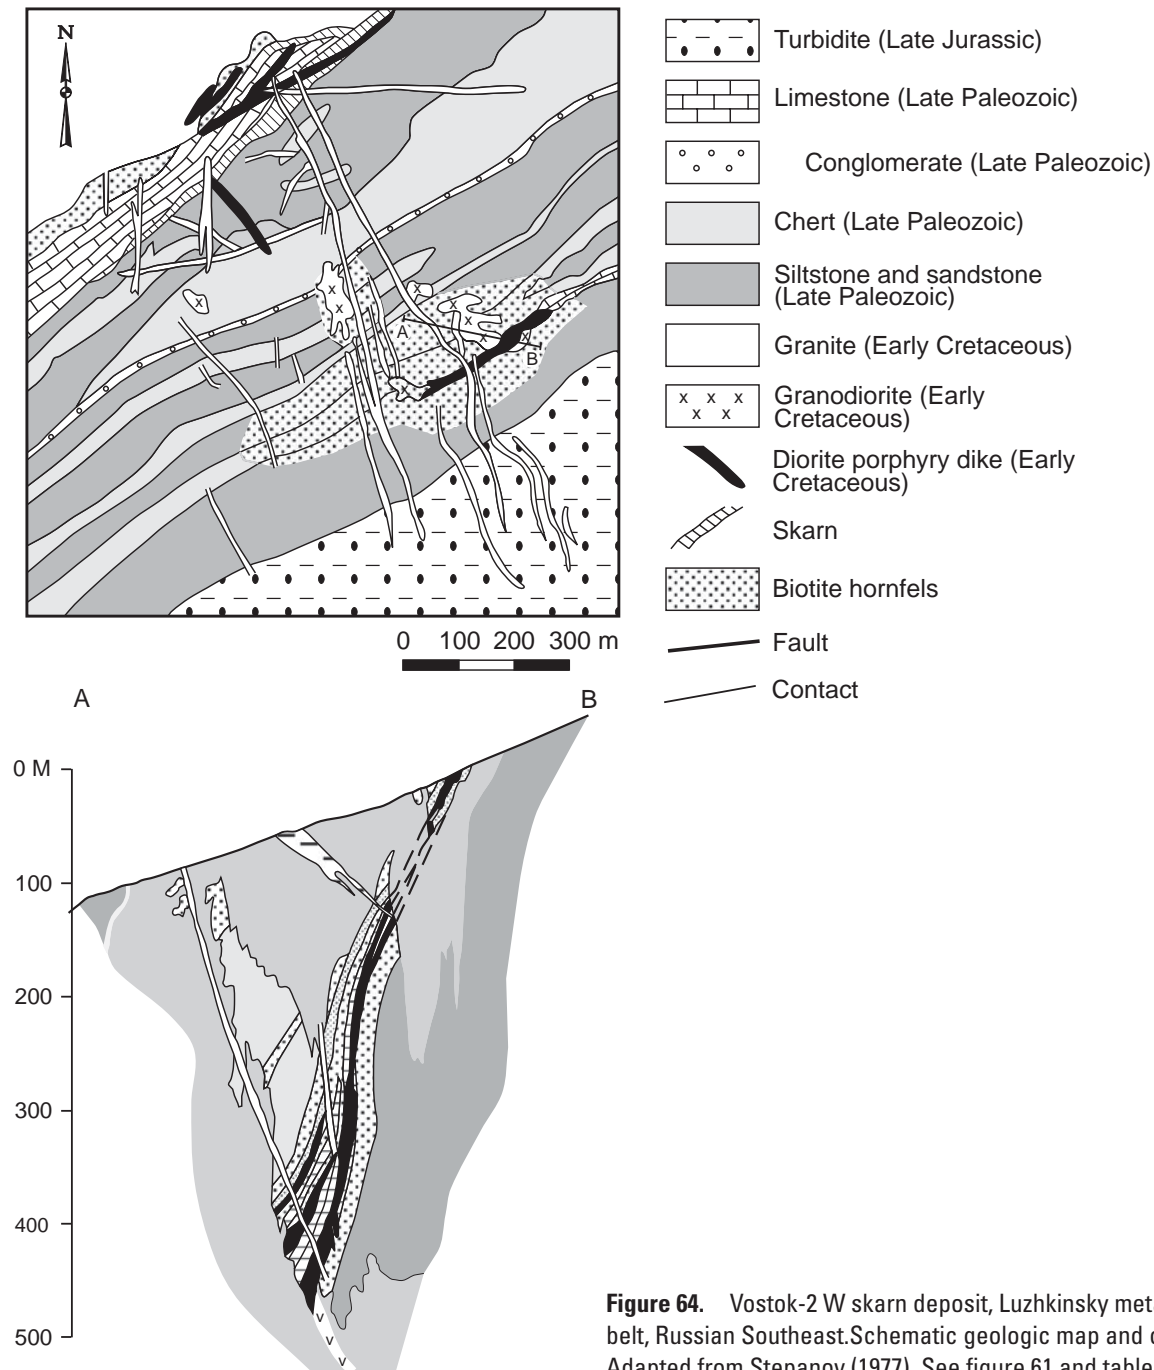 N
A
B
x
x
x
x
x
x
x
x
x
Turbidite (Late Jurassic)
Limestone (Late Paleozoic)
Conglomerate (Late Paleozoic)
Chert (Late Paleozoic)
Siltstone and sandstone
(Late Paleozoic)
Granite (Early Cretaceous)
x x x
x x
Granodiorite (Early
Cretaceous)
Diorite porphyry dike (Early
Cretaceous)
Skarn
Biotite hornfels
Fault
Contact
0 100 200 300 m
A B
0 M
100
200
300
400
500
v
v
v
Figure 64. Vostok-2 W skarn deposit, Luzhkinsky met
belt, Russian Southeast.Schematic geologic map and
Adapted from Stepanov (1977). See figure 61 and table